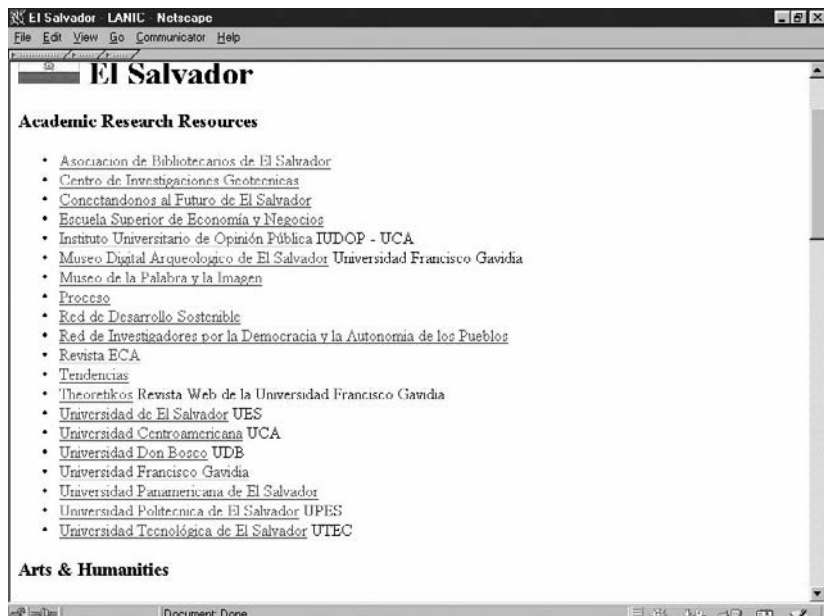 El Salvador - LANIC - Netscape
File Edit View Go Communicator Help
El Salvador
Academic Research Resources
• Asociacion de Bibliotecarios de El Salvador
• Centro de Investigaciones Geotecnicas
• Conectandonos al Futuro de El Salvador
• Escuela Superior de Economía y Negocios
• Instituto Universitario de Opinión Pública IUDOP - UCA
• Museo Digital Arqueologico de El Salvador Universidad Francisco Gavidia
• Museo de la Palabra y la Imagen
• Proceso
• Red de Desarrollo Sostenible
• Red de Investigadores por la Democracia y la Autonomia de los Pueblos
• Revista ECA
• Tendencias
• Theoretikos Revista Web de la Universidad Francisco Gavidia
• Universidad de El Salvador UES
• Universidad Centroamericana UCA
• Universidad Don Bosco UDB
• Universidad Francisco Gavidia
• Universidad Panamericana de El Salvador
• Universidad Politecnica de El Salvador UPES
• Universidad Tecnológica de El Salvador UTEC
Arts & Humanities
Document: Done